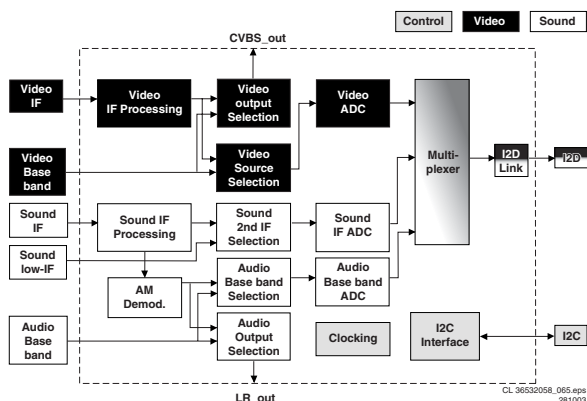 Control
Video
Sound
CVBS_out
Video
IF
Video
IF Processing
Video
output
Selection
Video
ADC
Video
Base
band
Video
Source
Selection
Multi-
plexer
I2D
Link
I2D
Sound
IF
Sound IF
Processing
Sound
2nd IF
Selection
Sound
IF ADC
Sound
low-IF
AM
Demod.
Audio
Base band
Selection
Audio
Base band
ADC
Audio
Base
band
Audio
Output
Selection
Clocking
I2C
Interface
I2C
LR_out
CL 36532058_065.eps
281003